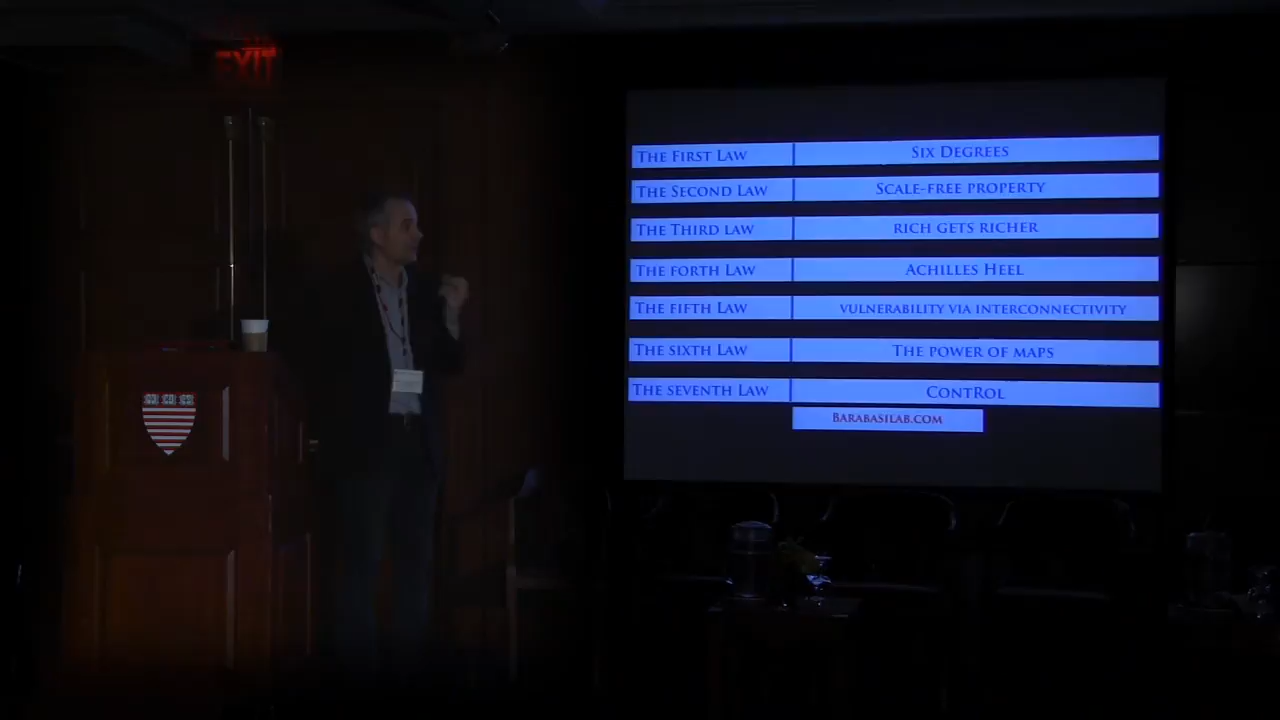 EXIT
The First Law Six Degrees
The Second Law Scale-free property
The Third law rich gets richer
The forth Law Achilles Heel
The fifth Law vulnerability via interconnectivity
The sixth Law The power of maps
The seventh Law ContRol
Barabasilab.com